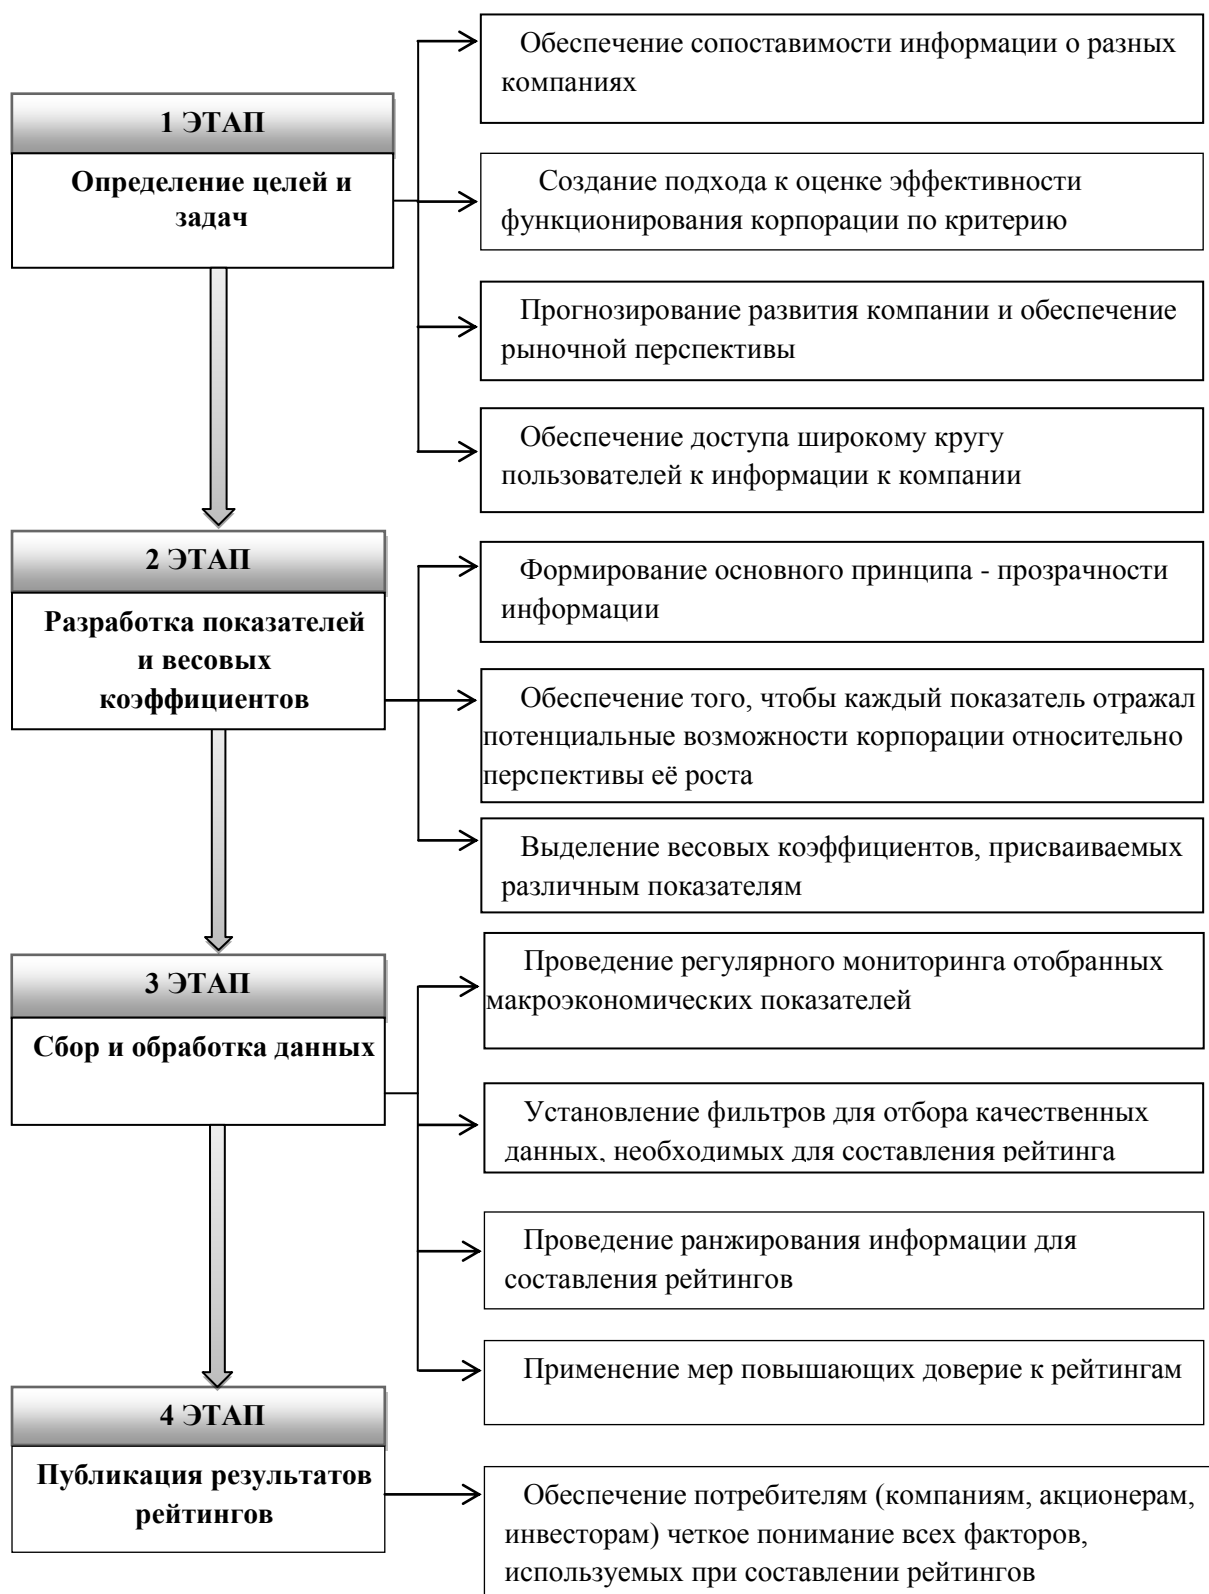 1 ЭТАП
Определение целей и
задач
Обеспечение сопоставимости информации о разных
компаниях
Создание подхода к оценке эффективности
функционирования корпорации по критерию
Прогнозирование развития компании и обеспечение
рыночной перспективы
Обеспечение доступа широкому кругу
пользователей к информации к компании
2 ЭТАП
Разработка показателей
и весовых
коэффициентов
Формирование основного принципа - прозрачности
информации
Обеспечение того, чтобы каждый показатель отражал
потенциальные возможности корпорации относительно
перспективы её роста
Выделение весовых коэффициентов, присваиваемых
различным показателям
3 ЭТАП
Сбор и обработка данных
Проведение регулярного мониторинга отобранных
макроэкономических показателей
Установление фильтров для отбора качественных
данных, необходимых для составления рейтинга
Проведение ранжирования информации для
составления рейтингов
Применение мер повышающих доверие к рейтингам
4 ЭТАП
Публикация результатов
рейтингов
Обеспечение потребителям (компаниям, акционерам,
инвесторам) четкое понимание всех факторов,
используемых при составлении рейтингов